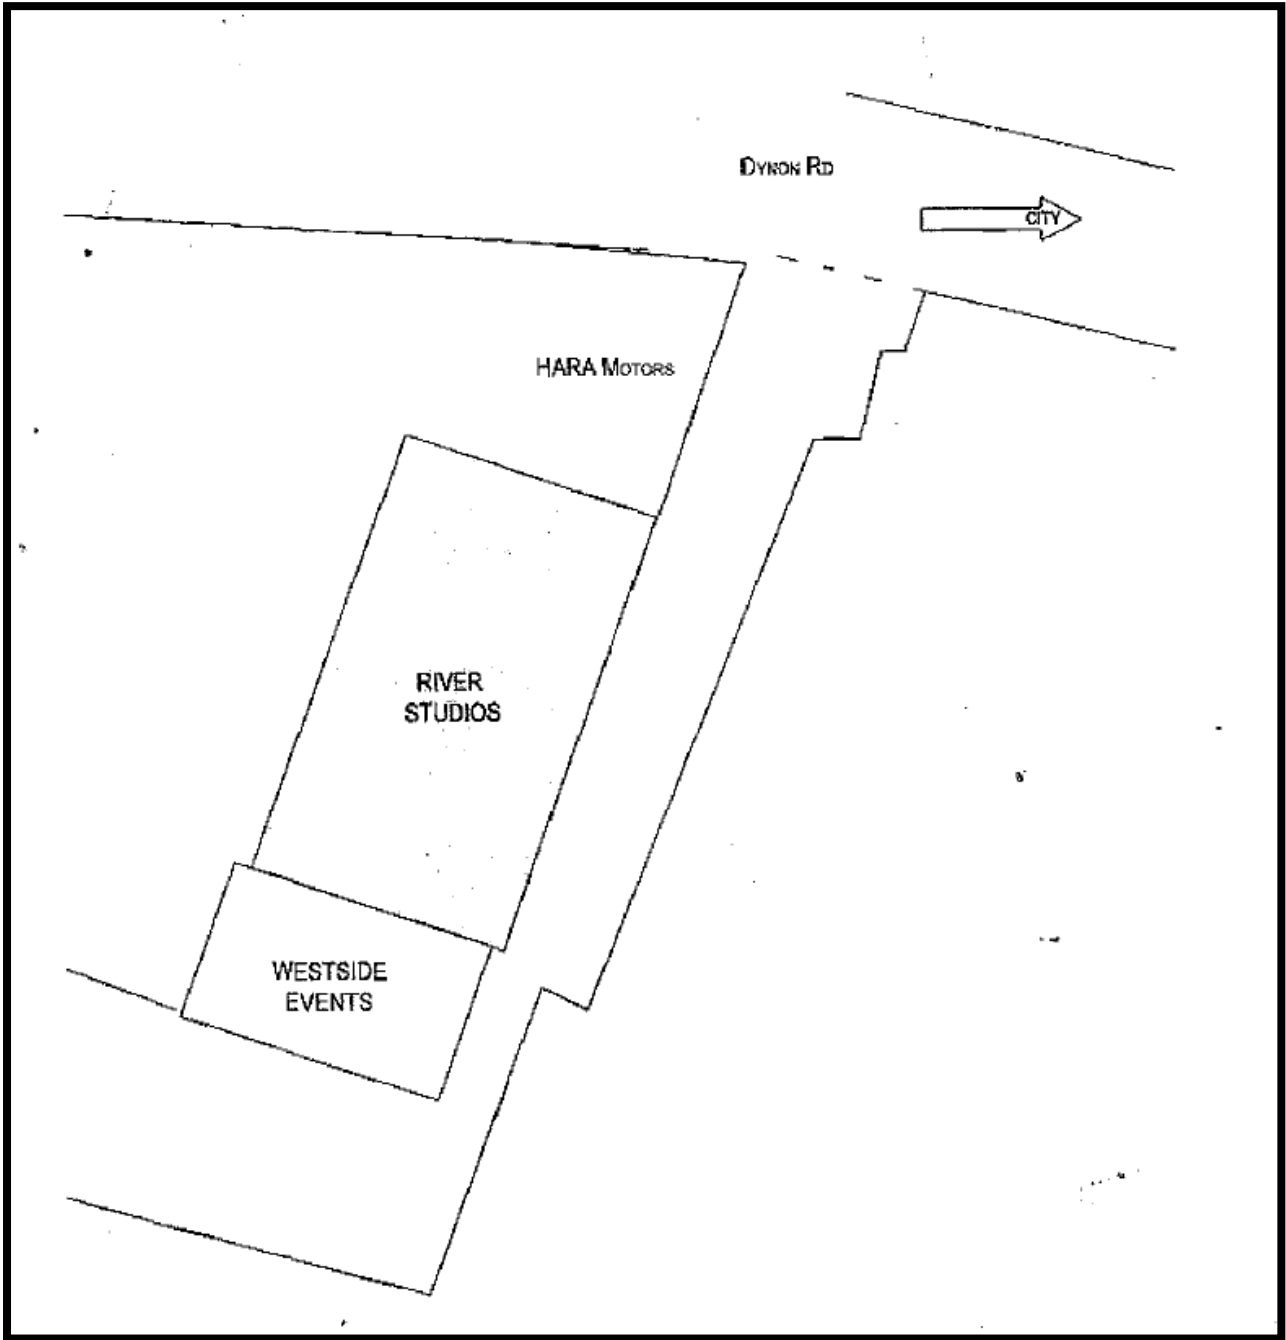 DYNON RD
CITY
HARA MOTORS
RIVER
STUDIOS
WESTSIDE
EVENTS